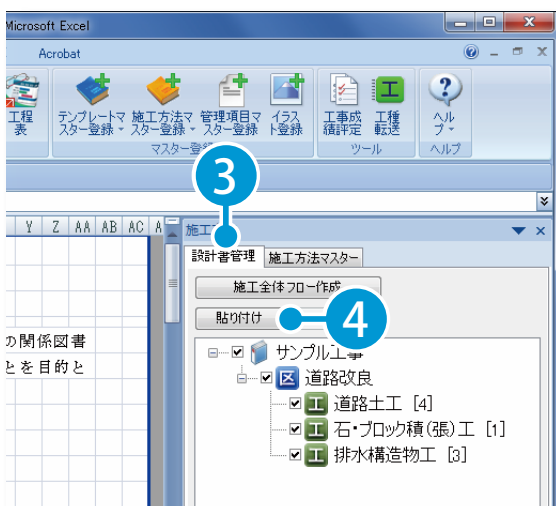 Microsoft Excel
Acrobat
工程表
テンプレートマスター登録
施工方法マスター登録
管理項目マスター登録
イラスト登録
工事成績評定
工種転送
ヘルプ
マスター登
ツール
ヘルプ
3
Y Z AA AB AC A
施工
設計書管理 施工方法マスター
施工全体フロー作成
貼り付け
4
の関係図書
とを目的と
サンプル工事
道路改良
道路土工 [4]
石・ブロック積(張)工 [1]
排水構造物工 [3]